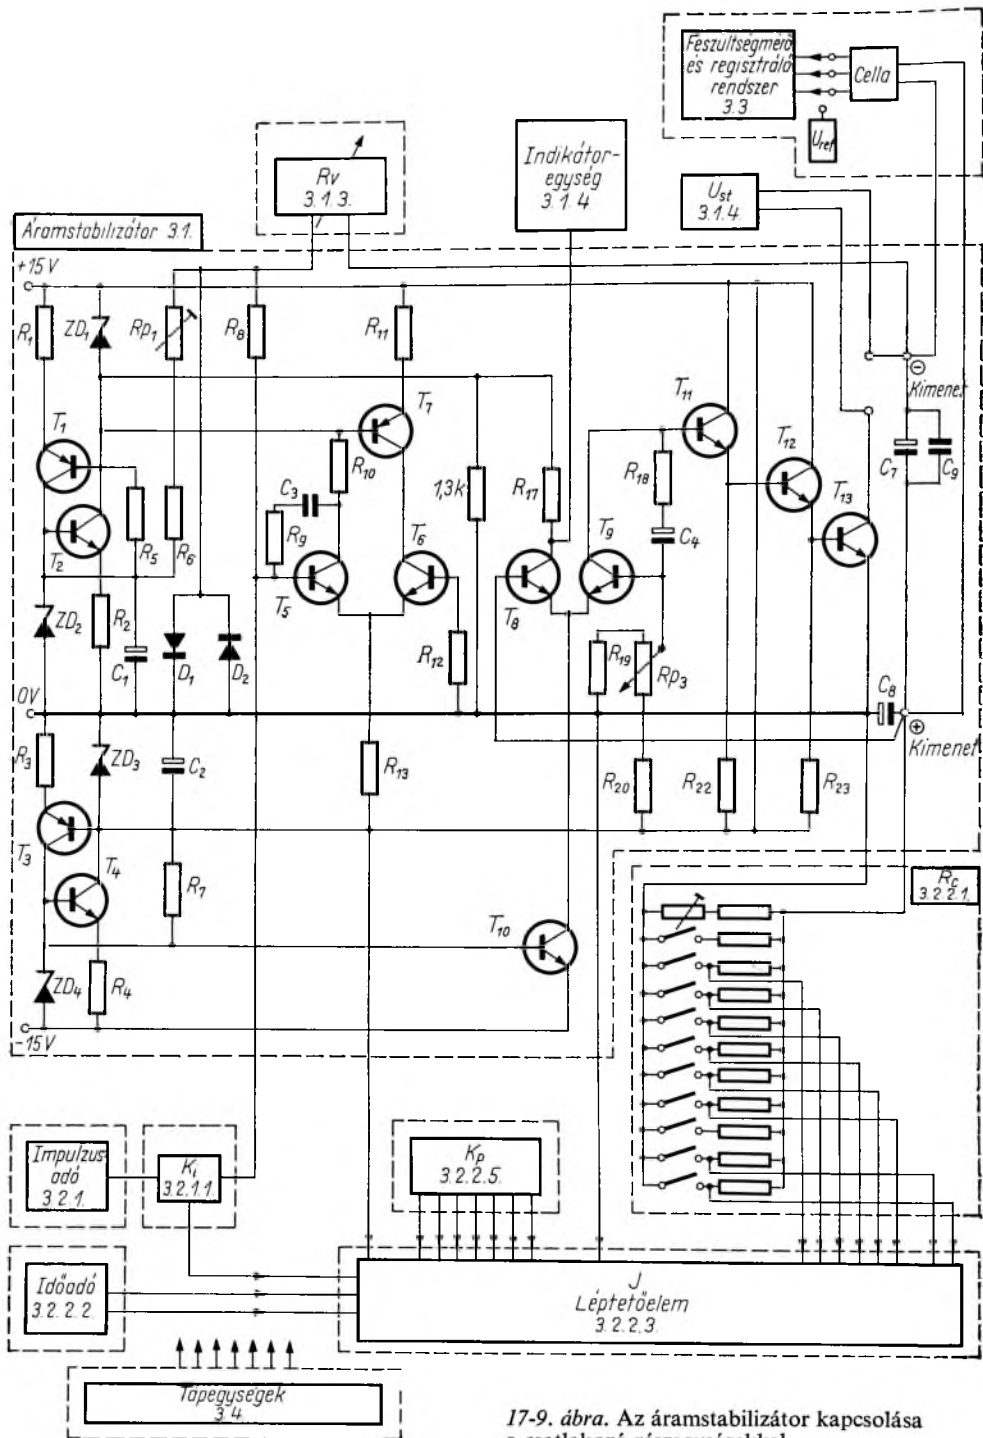 Feszültségmérő
és regisztráló
rendszer
3.3
Cella
Uref
Rv
3.1.3.
Indikátor-
egység
3.1.4
Ust
3.1.4
Áramstabilizátor 3.1.
+15V
R1
ZD1
Rp1
R8
R11
T1
T7
T11
R10
C3
1,3k
R17
R18
T12
Kimenet
C7
C9
T13
T2
R5
R6
R9
T6
T9
C4
T5
T8
ZD2
R2
C1
D1
D2
R12
R19
Rp3
0V
C8
Kimenet
R3
ZD3
C2
R13
R20
R22
R23
T3
T4
R7
T10
Rc
3.2.2.1.
ZD4
R4
-15V
Impulzus-
adó
3.2.1.
Ki
3.2.1.1
Kp
3.2.2.5.
Időadó
3.2.2.2.
J
Léptetőelem
3.2.2.3.
Tápegységek
3.4
17-9. ábra. Az áramstabilizátor kapcsolása